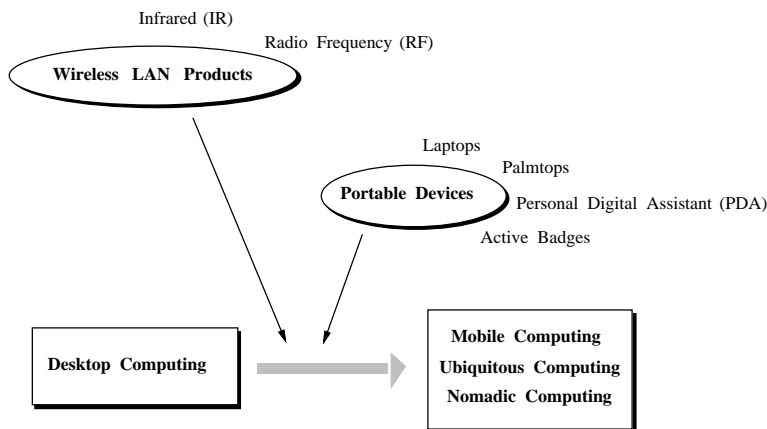 Infrared (IR)
Radio Frequency (RF)
Wireless LAN Products
Laptops
Palmtops
Portable Devices
Personal Digital Assistant (PDA)
Active Badges
Desktop Computing
Mobile Computing
Ubiquitous Computing
Nomadic Computing